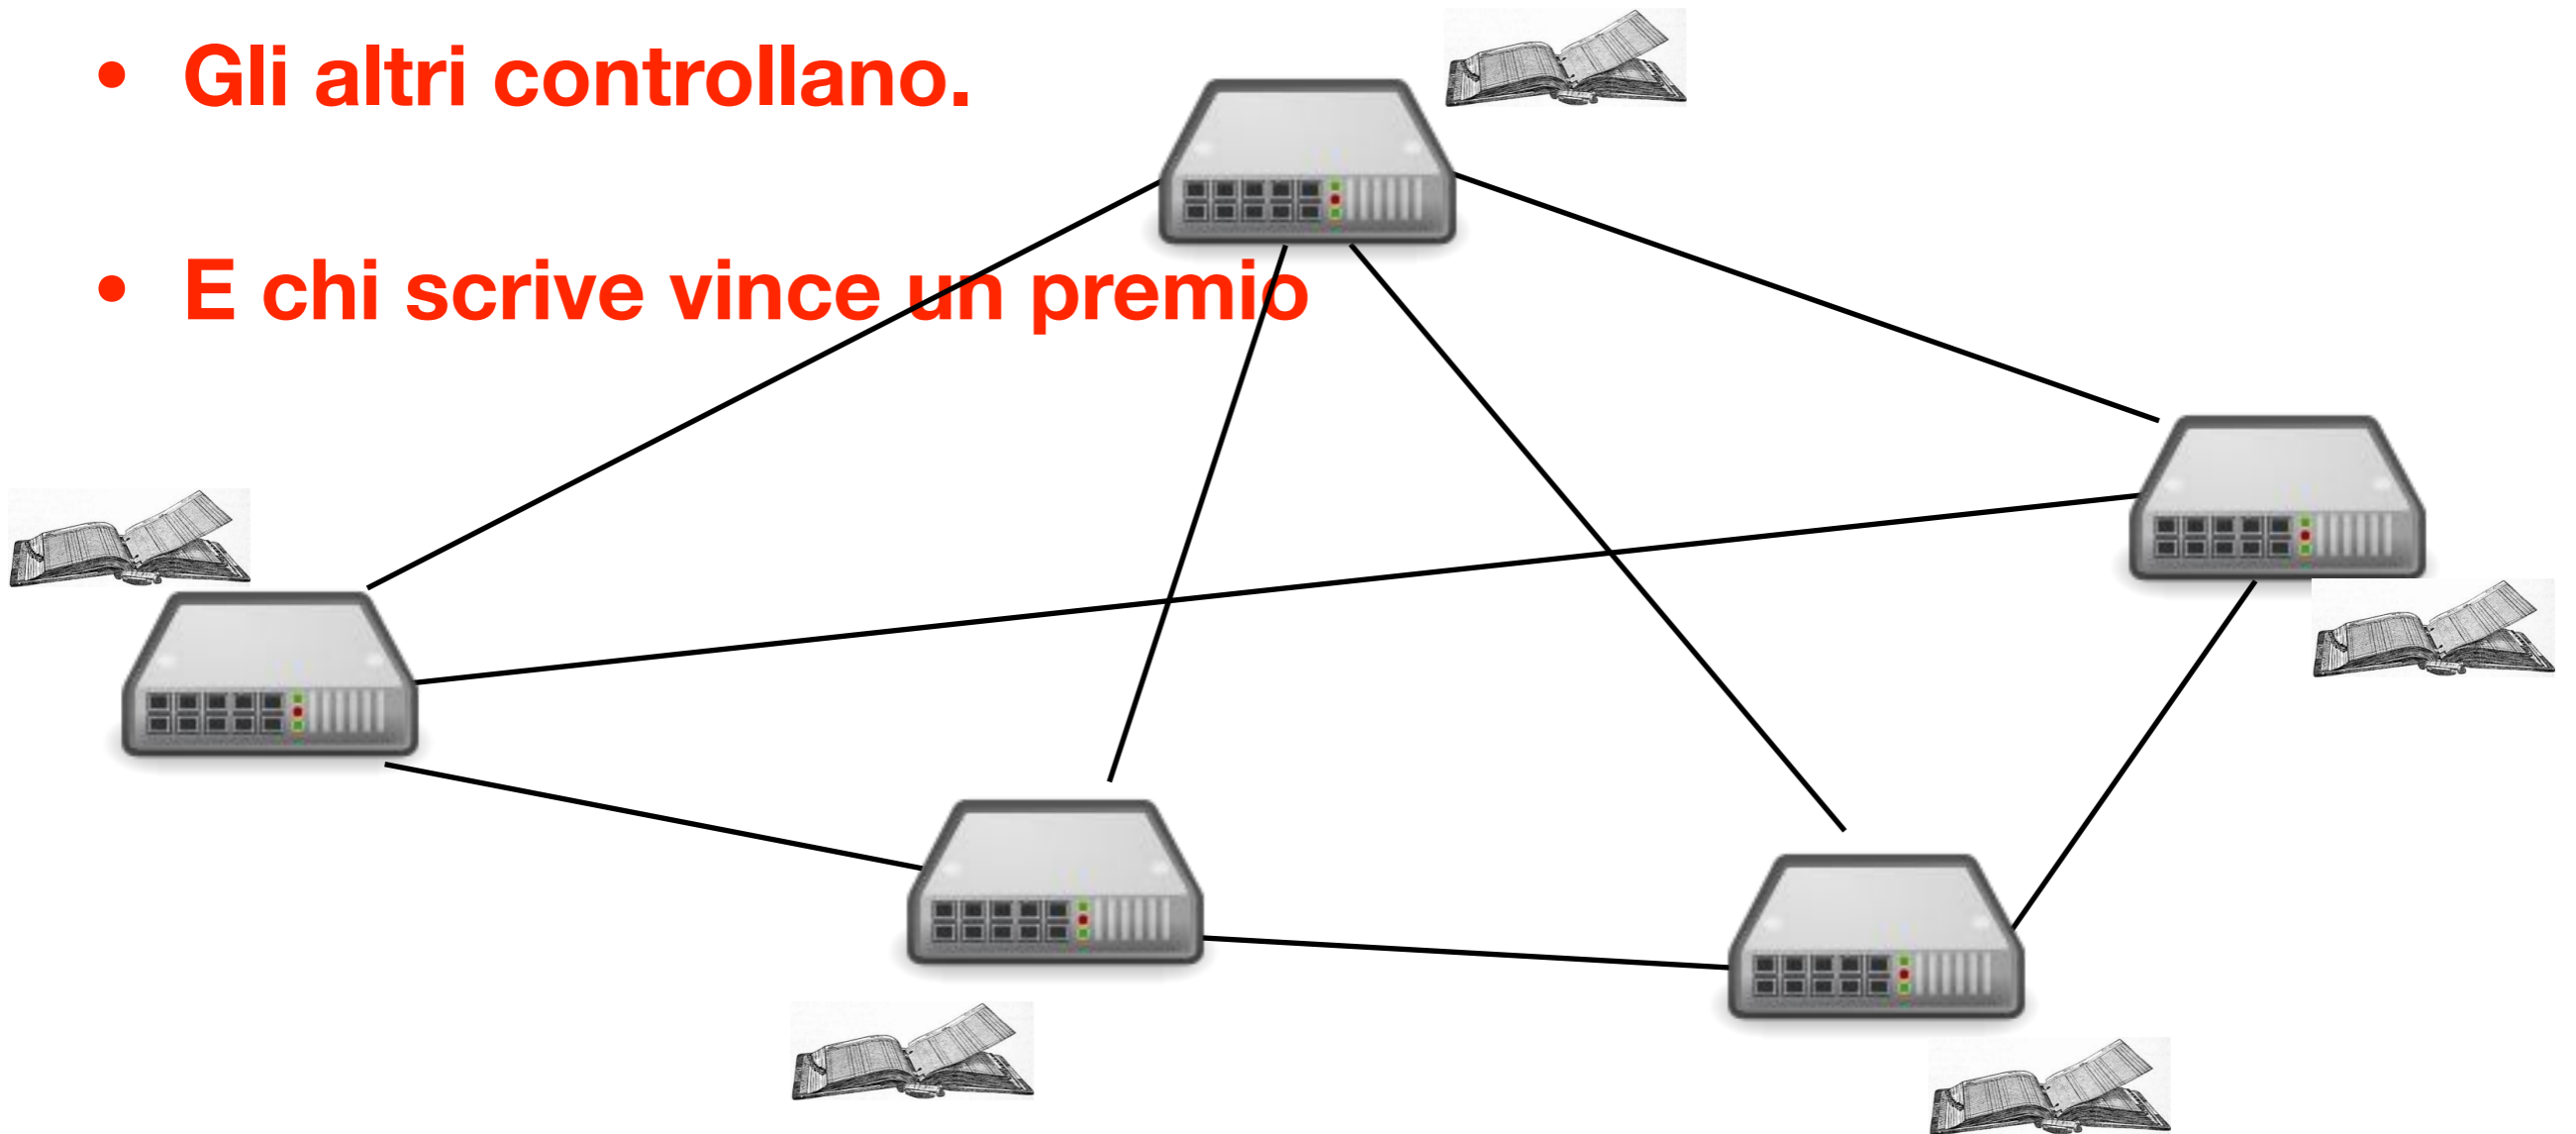 • Gli altri controllano.
• E chi scrive vince un premio